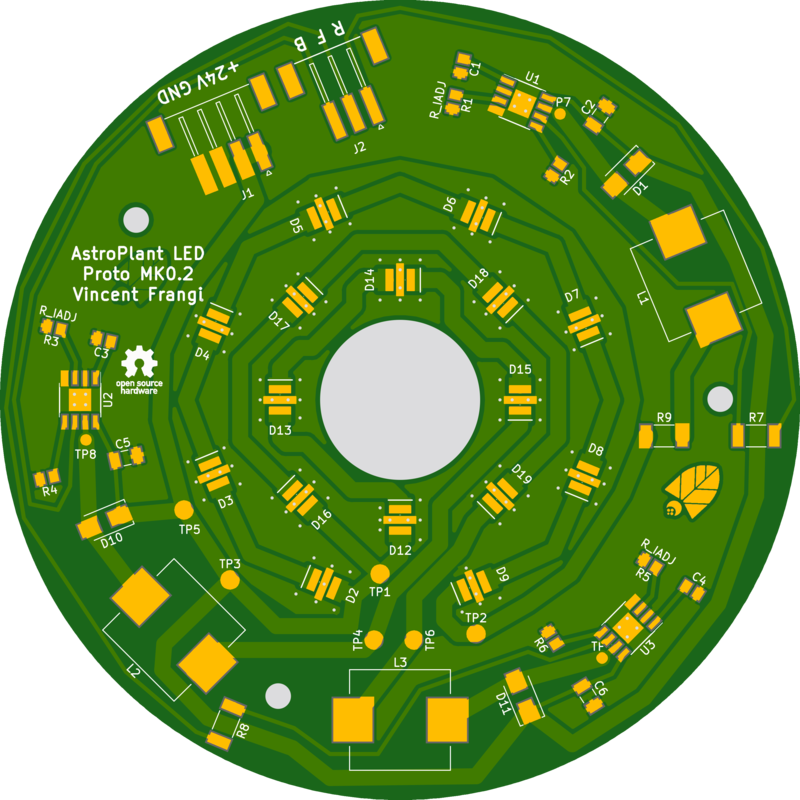 R F B
+24V GND
J2
J1
C1
R_IADJ
R1
U1
P7
C2
R2
D1
L1
AstroPlant LED
Proto MK0.2
Vincent Frangi
D5
D6
D14
D18
D17
D7
D4
R_IADJ
R3
C3
open source
hardware
U2
TP8
C5
R4
D15
D13
R9
R7
D8
D3
D19
D16
D12
D10
TP5
TP3
TP1
D2
D9
TP2
TP4
TP6
L3
L2
R8
R_IADJ
R5
C4
R6
U3
TP
C6
D11